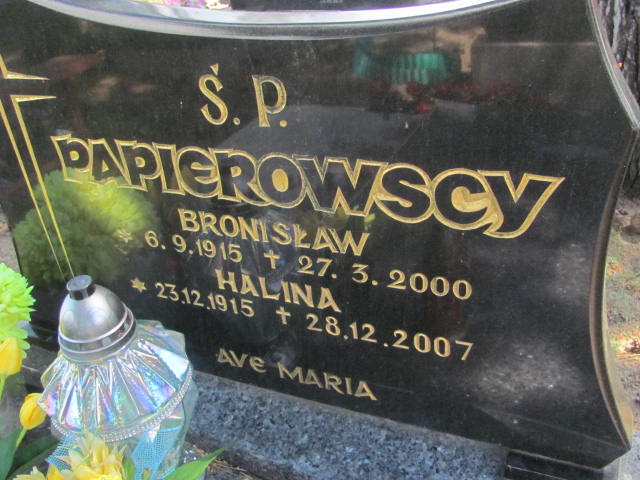 Ś. P.
PAPIEROWSCY
BRONISŁAW
* 6.9.1915 ✝ 27.3.2000
HALINA
* 23.12.1915 ✝ 28.12.2007
AVE MARIA